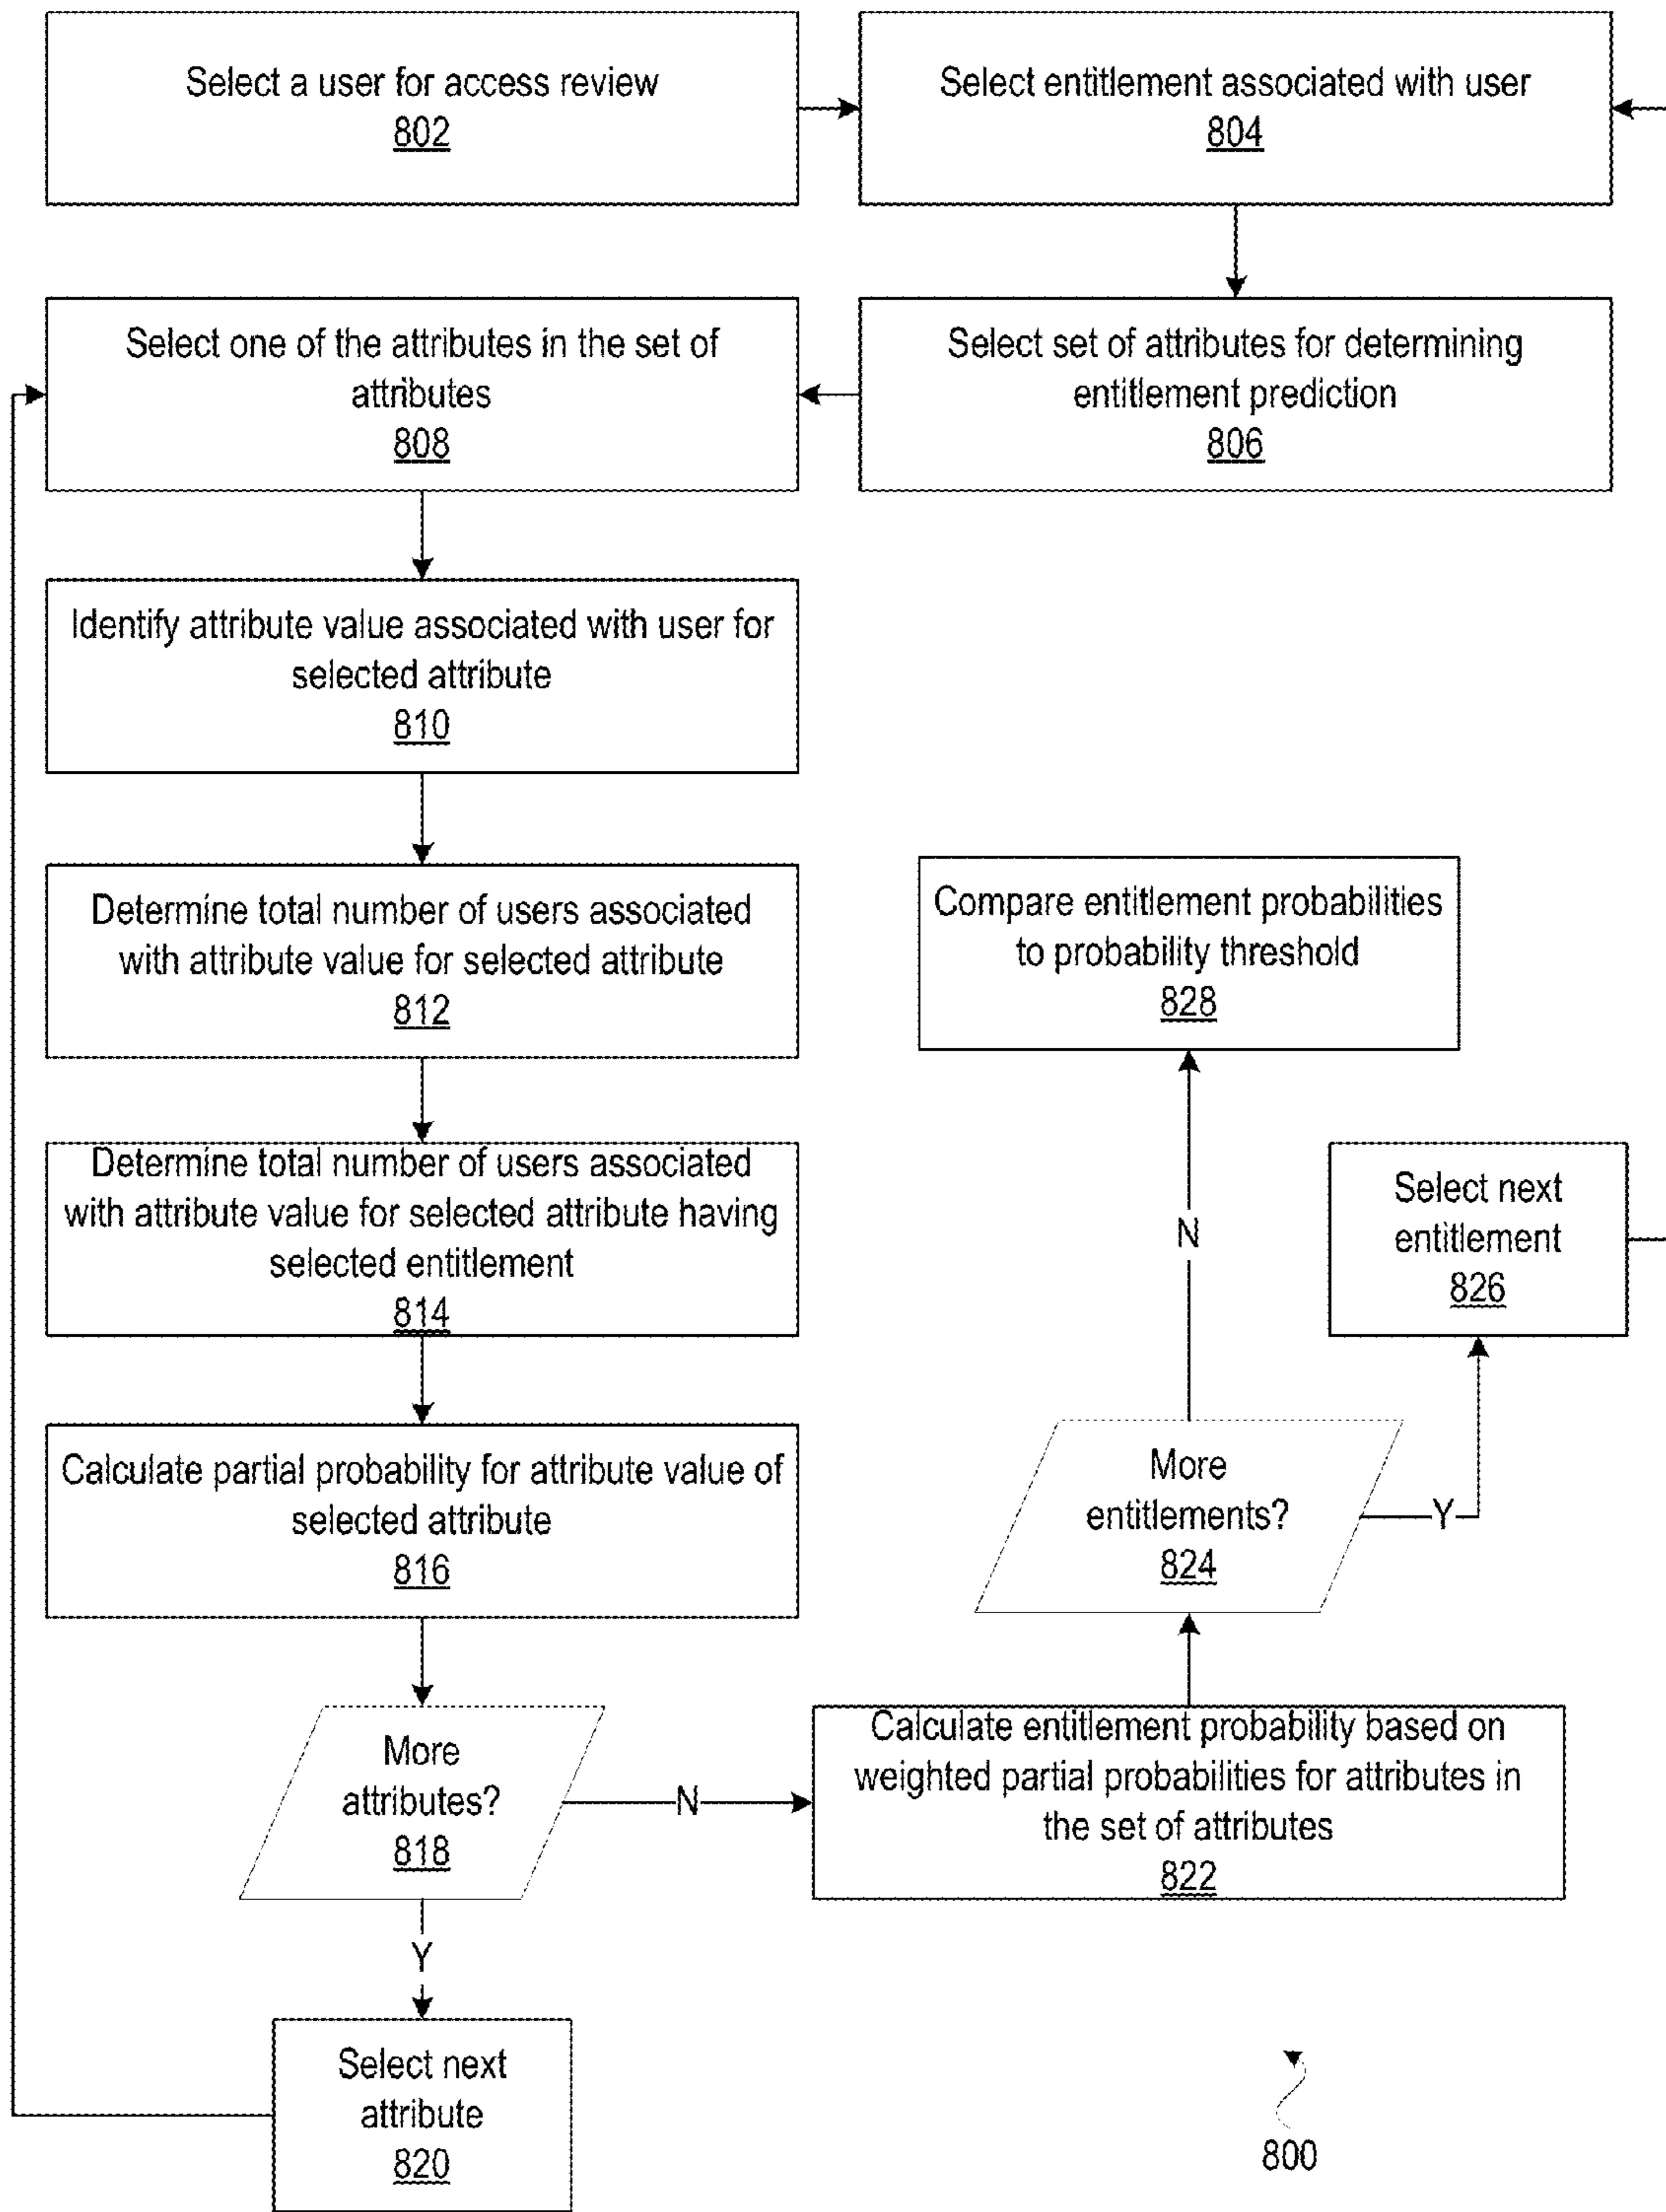 Select a user for access review
802
Select entitlement associated with user
804
Select set of attributes for determining
entitlement prediction
806
Select one of the attributes in the set of
attributes
808
Identify attribute value associated with user for
selected attribute
810
Determine total number of users associated
with attribute value for selected attribute
812
Determine total number of users associated
with attribute value for selected attribute having
selected entitlement
814
Calculate partial probability for attribute value of
selected attribute
816
More
attributes?
818
Y
Select next
attribute
820
N
Calculate entitlement probability based on
weighted partial probabilities for attributes in
the set of attributes
822
More
entitlements?
824
Y
Select next
entitlement
826
N
Compare entitlement probabilities
to probability threshold
828
800